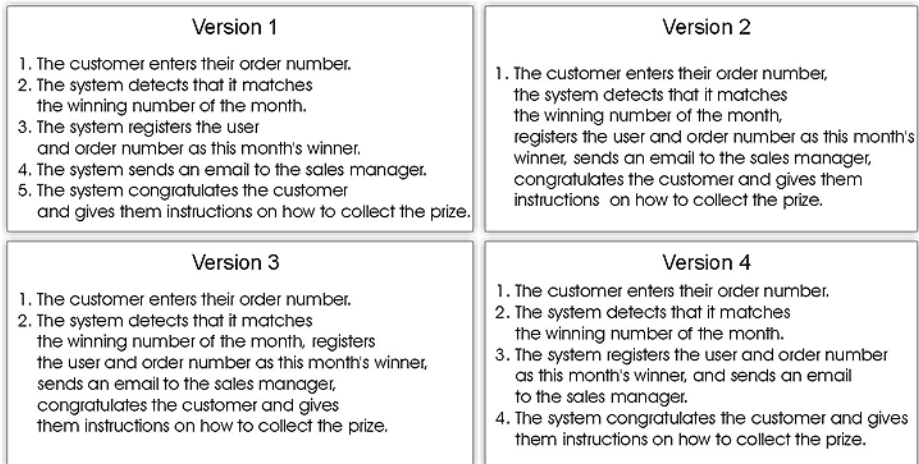 Version 1
1. The customer enters their order number.
2. The system detects that it matches
the winning number of the month.
3. The system registers the user
and order number as this month's winner.
4. The system sends an email to the sales manager.
5. The system congratulates the customer
and gives them instructions on how to collect the prize.
Version 2
1. The customer enters their order number,
the system detects that it matches
the winning number of the month,
registers the user and order number as this month's
winner, sends an email to the sales manager,
congratulates the customer and gives them
instructions on how to collect the prize.
Version 3
1. The customer enters their order number.
2. The system detects that it matches
the winning number of the month, registers
the user and order number as this month's winner,
sends an email to the sales manager,
congratulates the customer and gives
them instructions on how to collect the prize.
Version 4
1. The customer enters their order number.
2. The system detects that it matches
the winning number of the month.
3. The system registers the user and order number
as this month's winner, and sends an email
to the sales manager.
4. The system congratulates the customer and gives
them instructions on how to collect the prize.